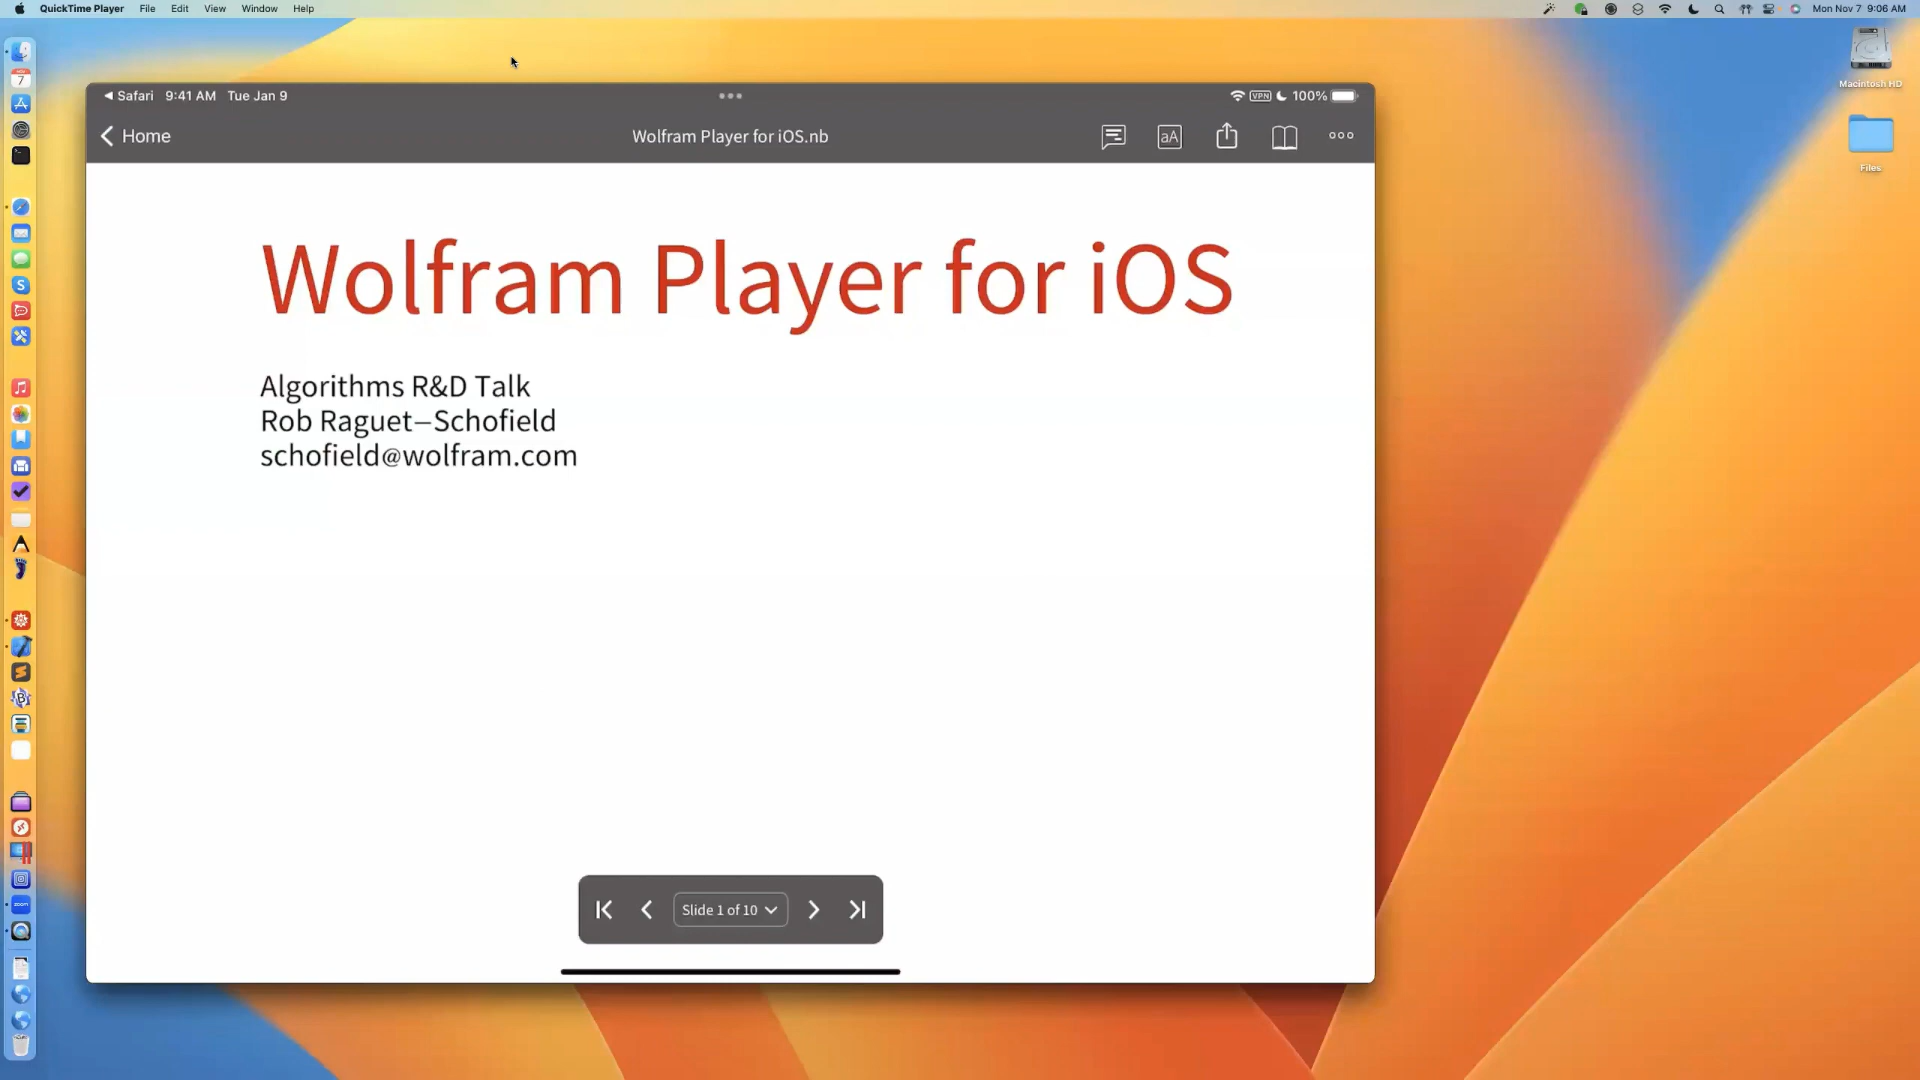 QuickTime Player File Edit View Window Help
Mon Nov 7 9:06 AM
Macintosh HD
Files
Safari 9:41 AM Tue Jan 9
VPN 100%
Home
Wolfram Player for iOS.nb
aA
Wolfram Player for iOS
Algorithms R&D Talk
Rob Raguet–Schofield
schofield@wolfram.com
Slide 1 of 10
zoom